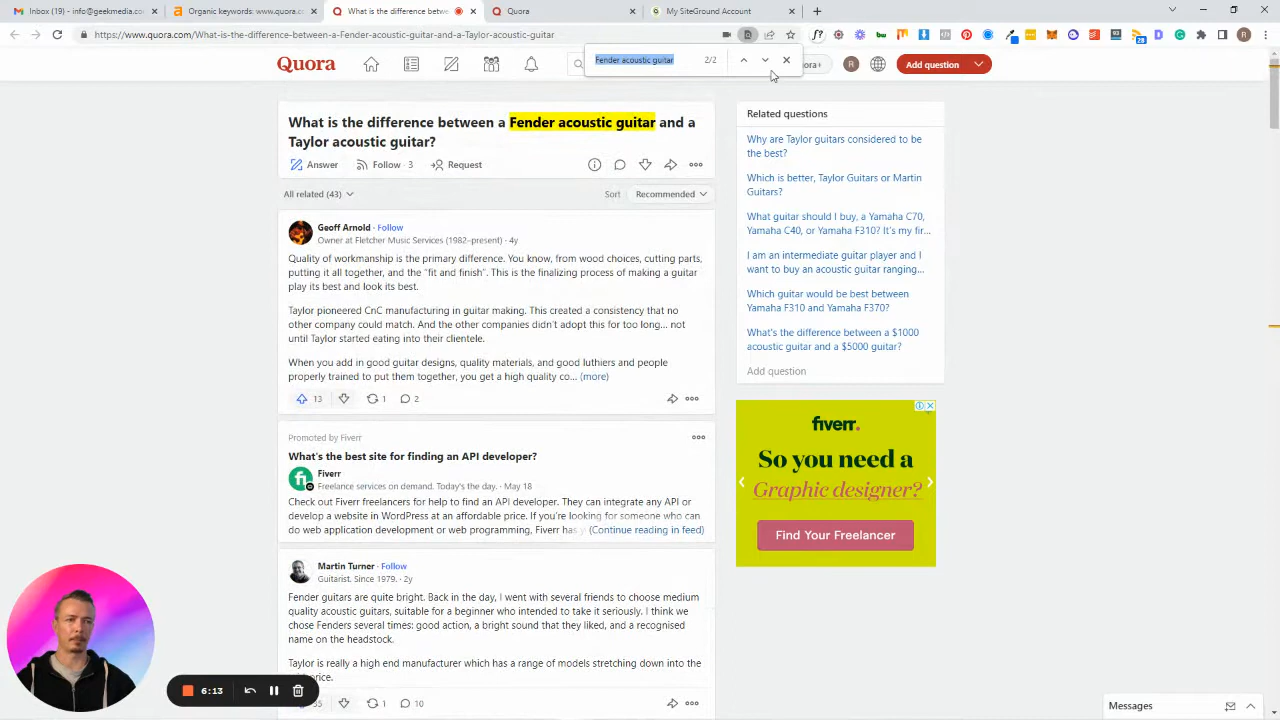 Inbox (19) - info@geekmedia.c
Organic keywords: www.quora.c
What is the difference betwe
Quora
My SiteGround Account
https://www.quora.com/What-is-the-difference-between-a-Fender-acoustic-guitar-and-a-Taylor-acoustic-guitar
Fender acoustic guitar
2/2
Quora
uora+
R
Add question
What is the difference between a Fender acoustic guitar and a
Taylor acoustic guitar?
Answer
Follow · 3
Request
All related (43)
Sort
Recommended
Geoff Arnold · Follow
Owner at Fletcher Music Services (1982–present) · 4y
Quality of workmanship is the primary difference. You know, from wood choices, cutting parts,
putting it all together, and the “fit and finish”. This is the finalizing process of making a guitar
play its best and look its best.
Taylor pioneered CnC manufacturing in guitar making. This created a consistency that no
other company could match. And the other companies didn’t adopt this for too long... not
until Taylor started eating into their clientele.
When you add in good guitar designs, quality materials, and good luthiers and people
properly trained to put them together, you get a high quality co... (more)
13
1
2
Promoted by Fiverr
What's the best site for finding an API developer?
Fiverr
Freelance services on demand. Today's the day. · May 18
Check out Fiverr freelancers for help to find an API developer. They can integrate any API or
develop a website in WordPress at an affordable price. If you're looking for someone who can
do web application development or web programming, Fiverr has y (Continue reading in feed)
Martin Turner · Follow
Guitarist. Since 1979. · 2y
Fender guitars are quite bright. Back in the day, I went with several friends to choose medium
quality acoustic guitars, suitable for a beginner who intended to take it seriously. I think we
chose Fenders several times: good action, a bright sound that they liked, and a recognised
name on the headstock.
Taylor is really a high end manufacturer which has a range of models stretching up in
price.
35
1
10
Related questions
Why are Taylor guitars considered to be
the best?
Which is better, Taylor Guitars or Martin
Guitars?
What guitar should I buy, a Yamaha C70,
Yamaha C40, or Yamaha F310? It's my fir...
I am an intermediate guitar player and I
want to buy an acoustic guitar ranging...
Which guitar would be best between
Yamaha F310 and Yamaha F370?
What's the difference between a $1000
acoustic guitar and a $5000 guitar?
Add question
fiverr.
So you need a
Graphic designer?
Find Your Freelancer
6:13
Messages